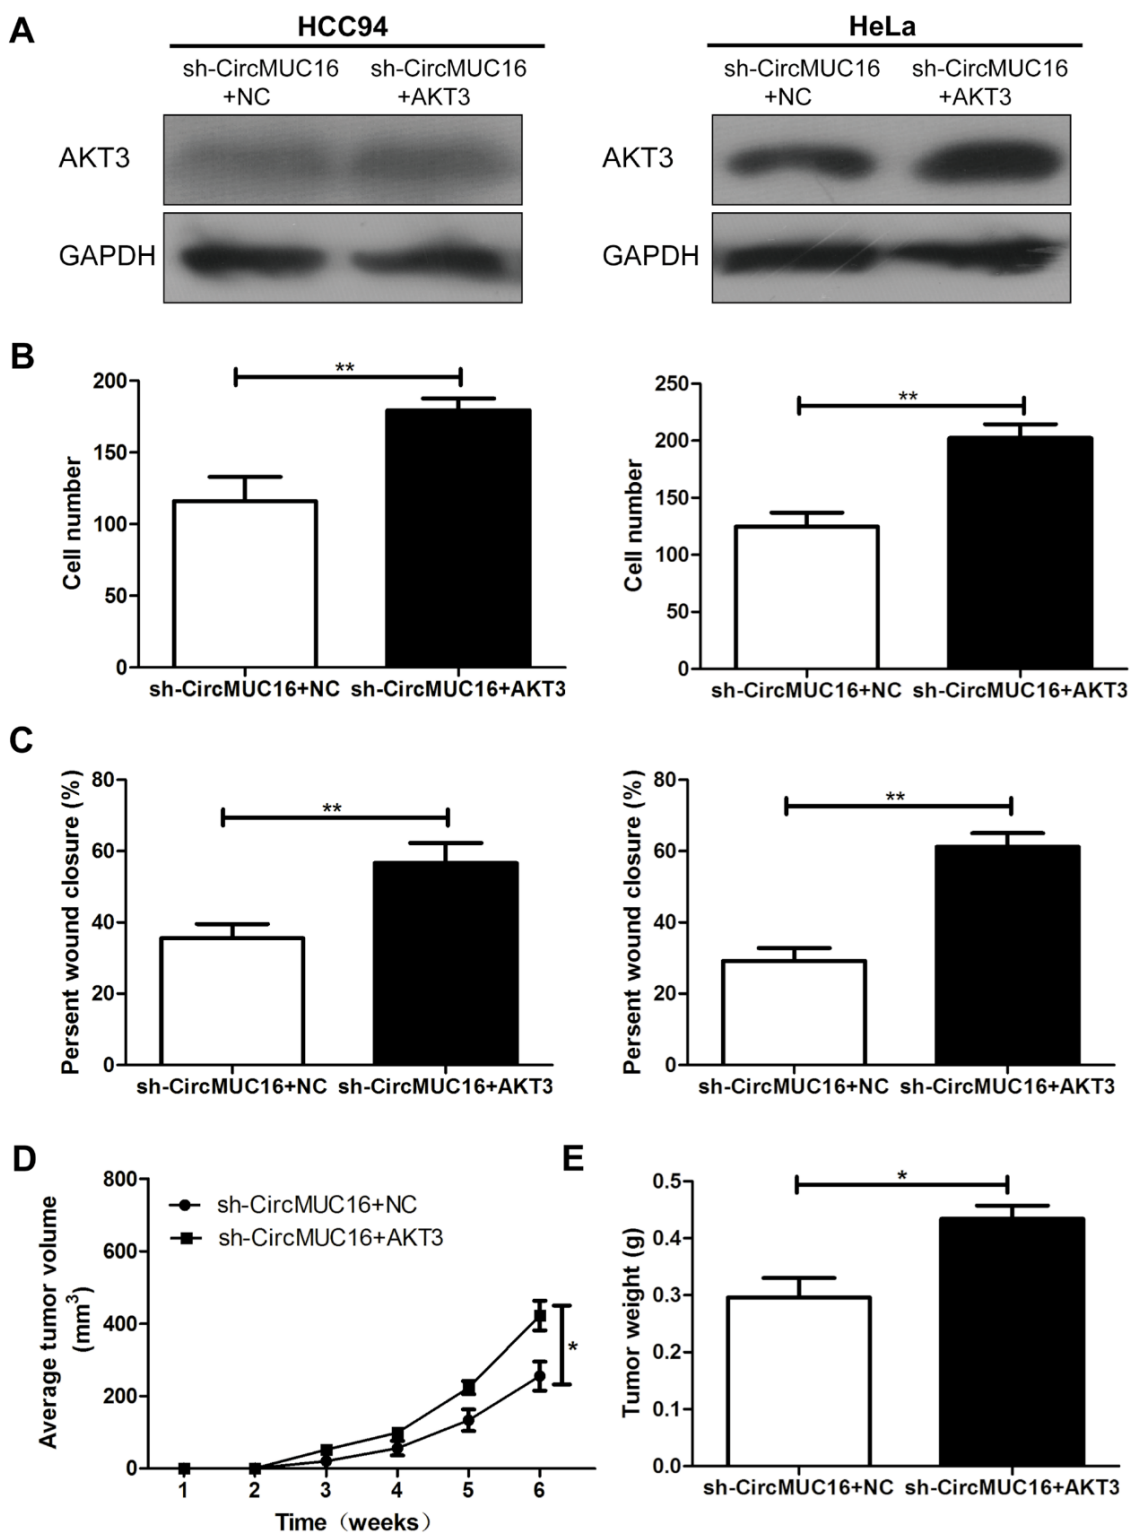 A
HCC94
HeLa
sh-CircMUC16 sh-CircMUC16
+NC +AKT3
sh-CircMUC16 sh-CircMUC16
+NC +AKT3
AKT3
GAPDH
AKT3
GAPDH
B
**
200
150
100
50
0
Cell number
sh-CircMUC16+NC sh-CircMUC16+AKT3
**
250
200
150
100
50
0
Cell number
sh-CircMUC16+NC sh-CircMUC16+AKT3
C
**
80
60
40
20
0
Persent wound closure (%)
sh-CircMUC16+NC sh-CircMUC16+AKT3
**
80
60
40
20
0
Persent wound closure (%)
sh-CircMUC16+NC sh-CircMUC16+AKT3
D
800
600
400
200
0
Average tumor volume
(mm³)
sh-CircMUC16+NC
sh-CircMUC16+AKT3
*
1 2 3 4 5 6
Time（weeks）
E
*
0.5
0.4
0.3
0.2
0.1
0.0
Tumor weight (g)
sh-CircMUC16+NC sh-CircMUC16+AKT3